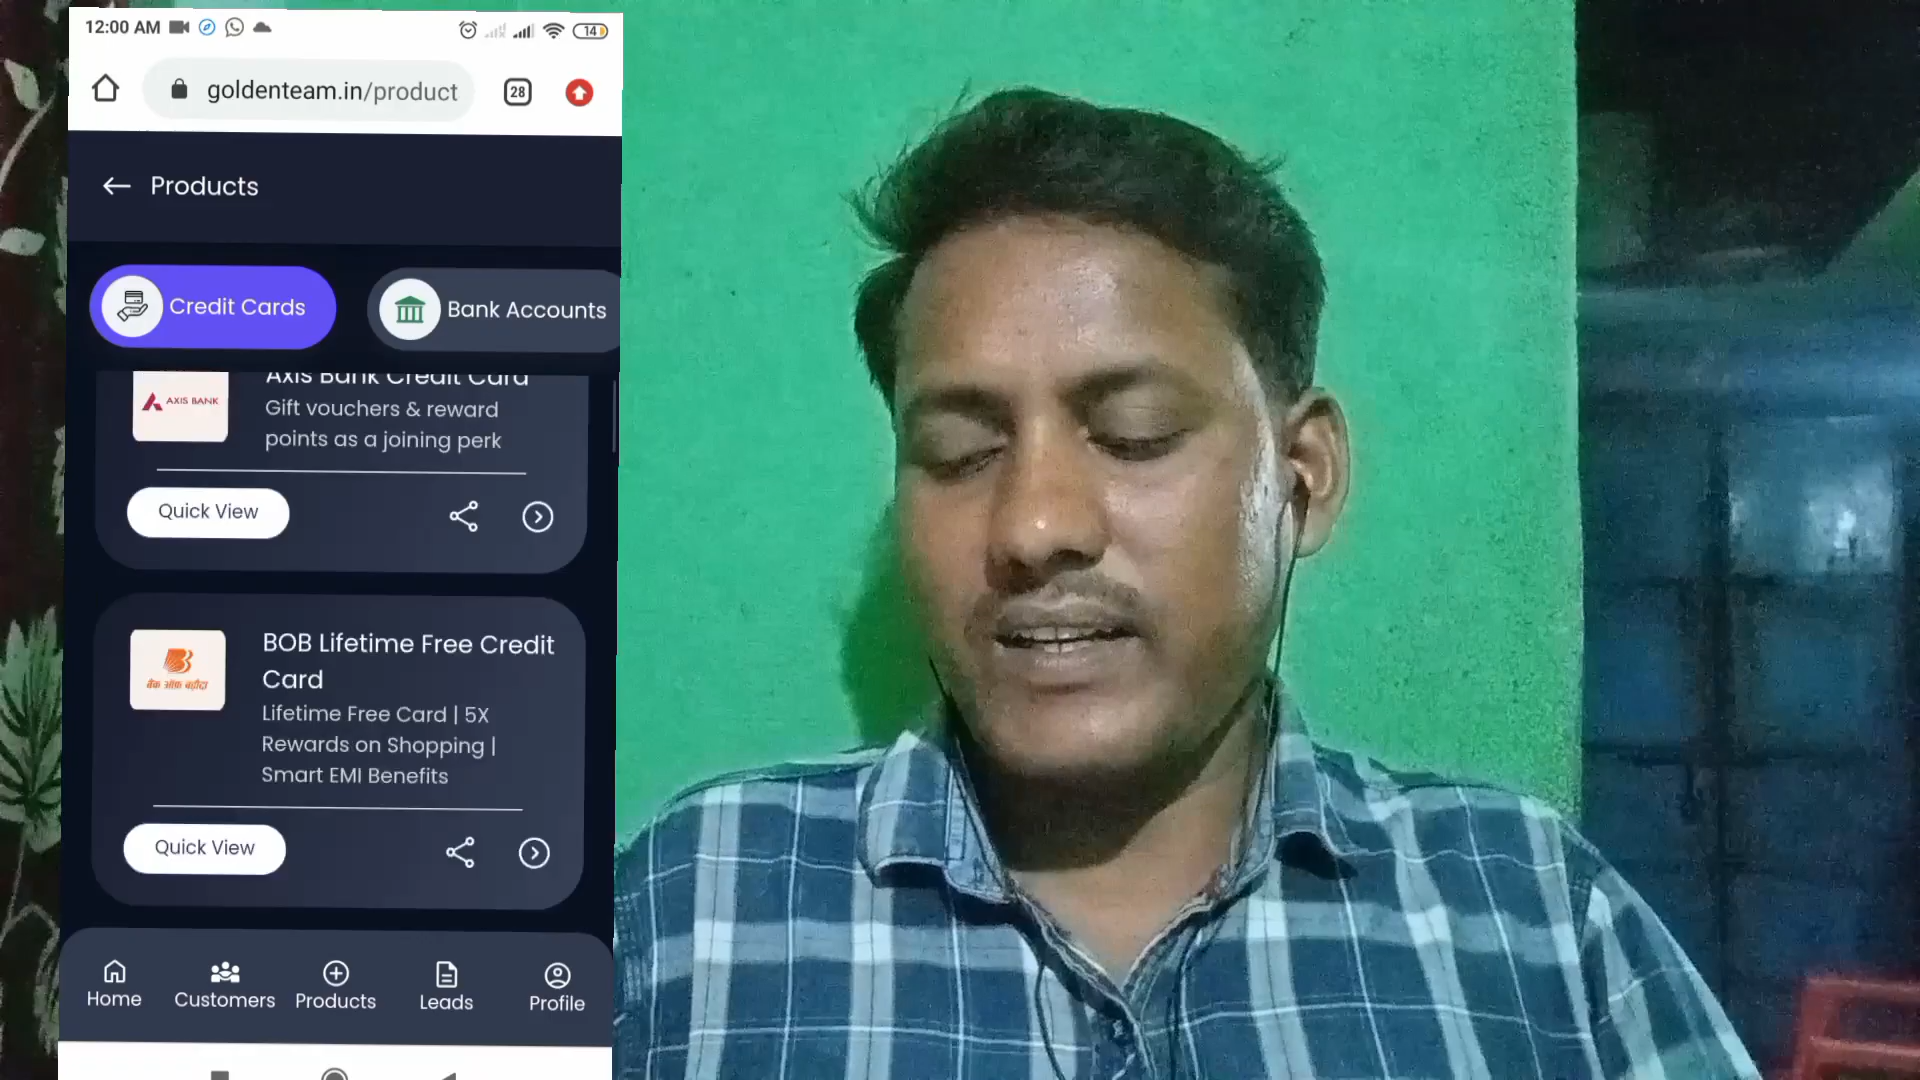 12:00 AM
14
goldenteam.in/product
28
Products
Credit Cards
Bank Accounts
Axis Bank Credit Card
AXIS BANK
Gift vouchers & reward
points as a joining perk
Quick View
BOB Lifetime Free Credit
Card
बैंक ऑफ़ बड़ौदा
Lifetime Free Card | 5X
Rewards on Shopping |
Smart EMI Benefits
Quick View
Home
Customers
Products
Leads
Profile